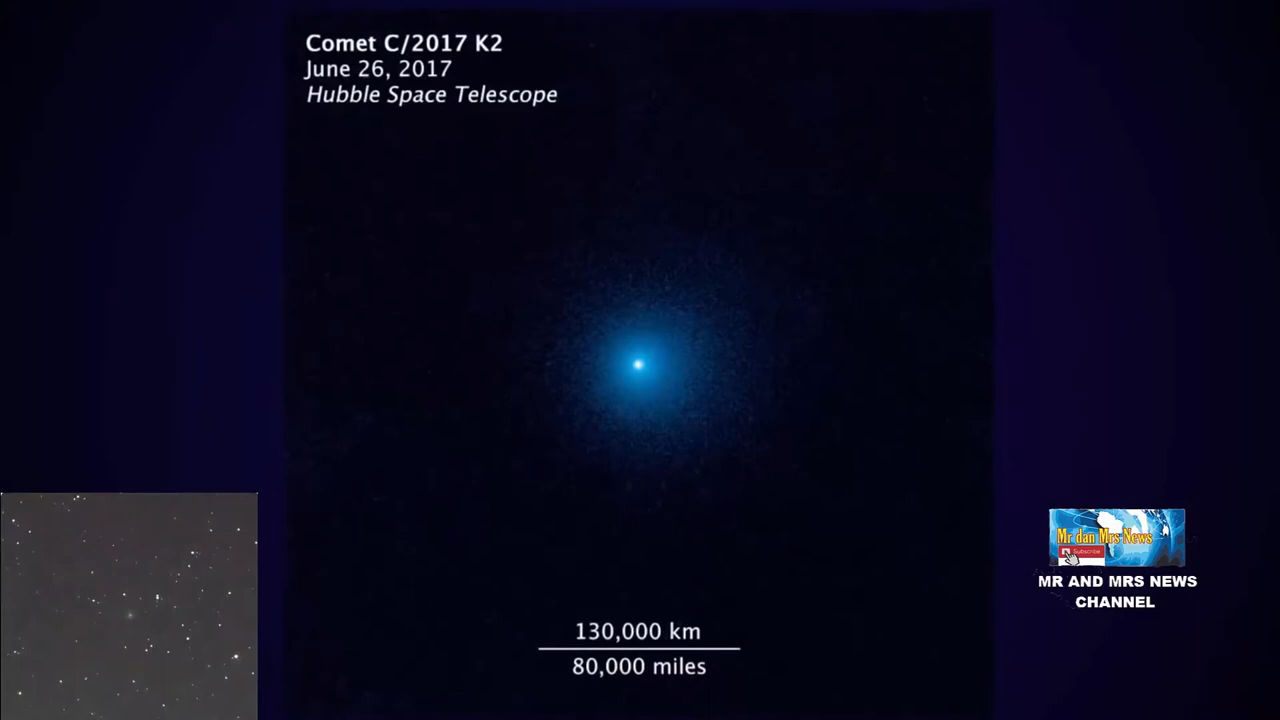 Comet C/2017 K2
June 26, 2017
Hubble Space Telescope
130,000 km
80,000 miles
Mr dan Mrs News
Subscribe
MR AND MRS NEWS
CHANNEL